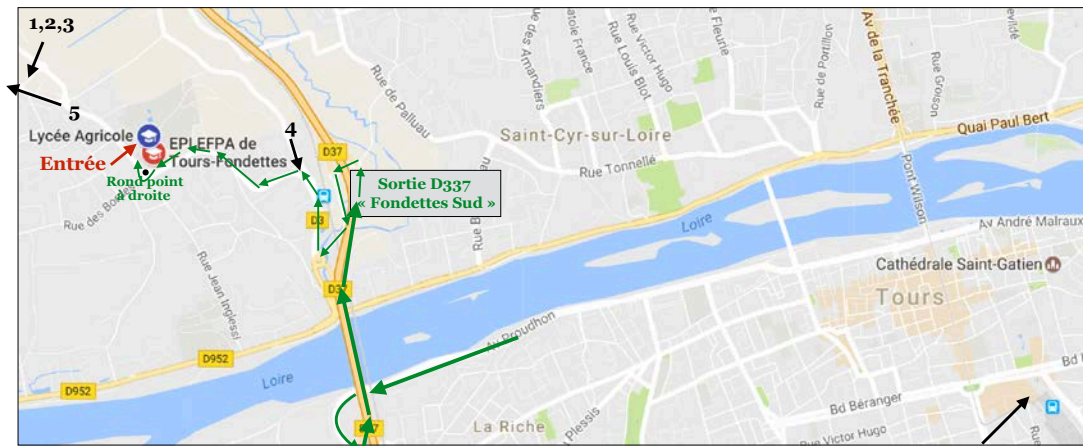 1,2,3
5
Lycée Agricole
EPLEFPA de
Tours-Fondettes
Entrée
Rond point
à droite
Rue des Bo
4
D37
D3
Sortie D337
« Fondettes Sud »
Rue de Palluau
Rue des Amandiers
Anatole France
Rue Louis Blot
Rue Victor Hugo
Rue Fleurie
Rue de Portillon
Av de la Tranchée
Rue Groison
Quai Paul Bert
Saint-Cyr-sur-Loire
Rue Tonnellé
Pont Wilson
Loire
Av André Malraux
Cathédrale Saint-Gatien
Tours
Rue Jean Inglessi
D37
Av Proudhon
D952
D952
Loire
La Riche
Plessis
Rue Victor Hugo
Bd Béranger
Bd